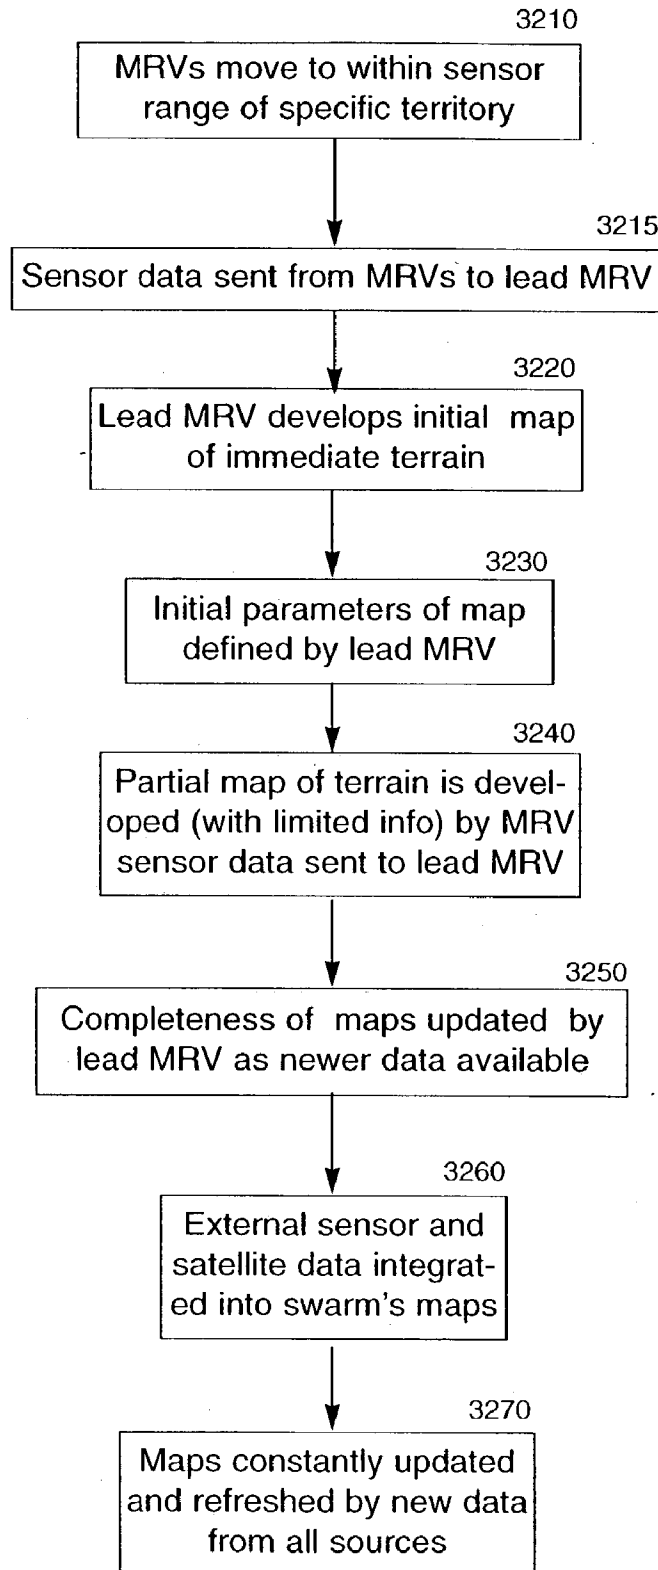 3210
MRVs move to within sensor
range of specific territory
3215
Sensor data sent from MRVs to lead MRV
3220
Lead MRV develops initial map
of immediate terrain
3230
Initial parameters of map
defined by lead MRV
3240
Partial map of terrain is devel-
oped (with limited info) by MRV
sensor data sent to lead MRV
3250
Completeness of maps updated by
lead MRV as newer data available
3260
External sensor and
satellite data integrat-
ed into swarm's maps
3270
Maps constantly updated
and refreshed by new data
from all sources